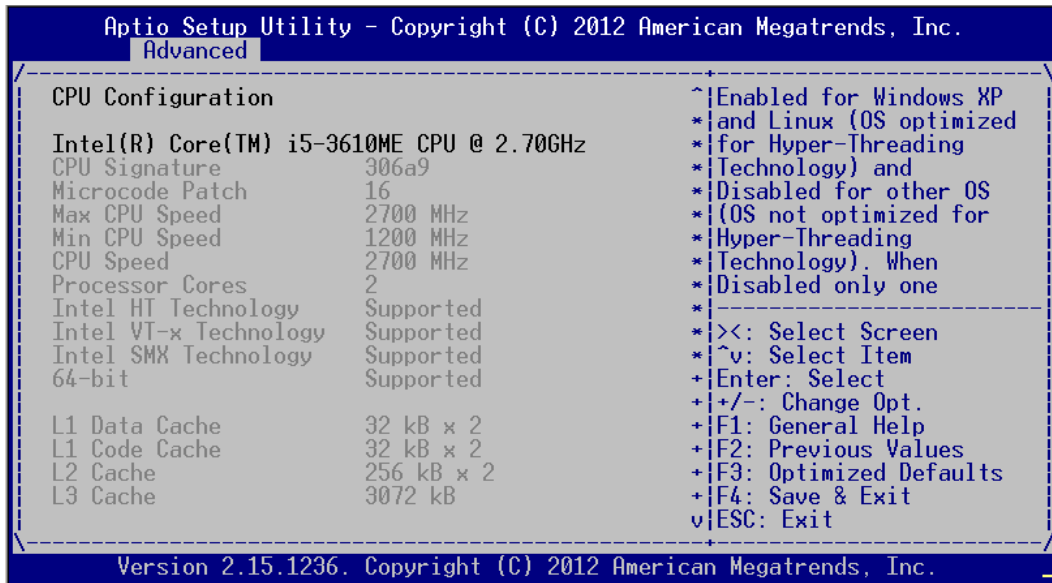 Aptio Setup Utility - Copyright (C) 2012 American Megatrends, Inc.
Advanced
CPU Configuration
Intel(R) Core(TM) i5-3610ME CPU @ 2.70GHz
CPU Signature 306a9
Microcode Patch 16
Max CPU Speed 2700 MHz
Min CPU Speed 1200 MHz
CPU Speed 2700 MHz
Processor Cores 2
Intel HT Technology Supported
Intel VT-x Technology Supported
Intel SMX Technology Supported
64-bit Supported
L1 Data Cache 32 kB x 2
L1 Code Cache 32 kB x 2
L2 Cache 256 kB x 2
L3 Cache 3072 kB
Enabled for Windows XP
and Linux (OS optimized
for Hyper-Threading
Technology) and
Disabled for other OS
(OS not optimized for
Hyper-Threading
Technology). When
Disabled only one
><: Select Screen
^v: Select Item
Enter: Select
+/-: Change Opt.
F1: General Help
F2: Previous Values
F3: Optimized Defaults
F4: Save & Exit
ESC: Exit
Version 2.15.1236. Copyright (C) 2012 American Megatrends, Inc.